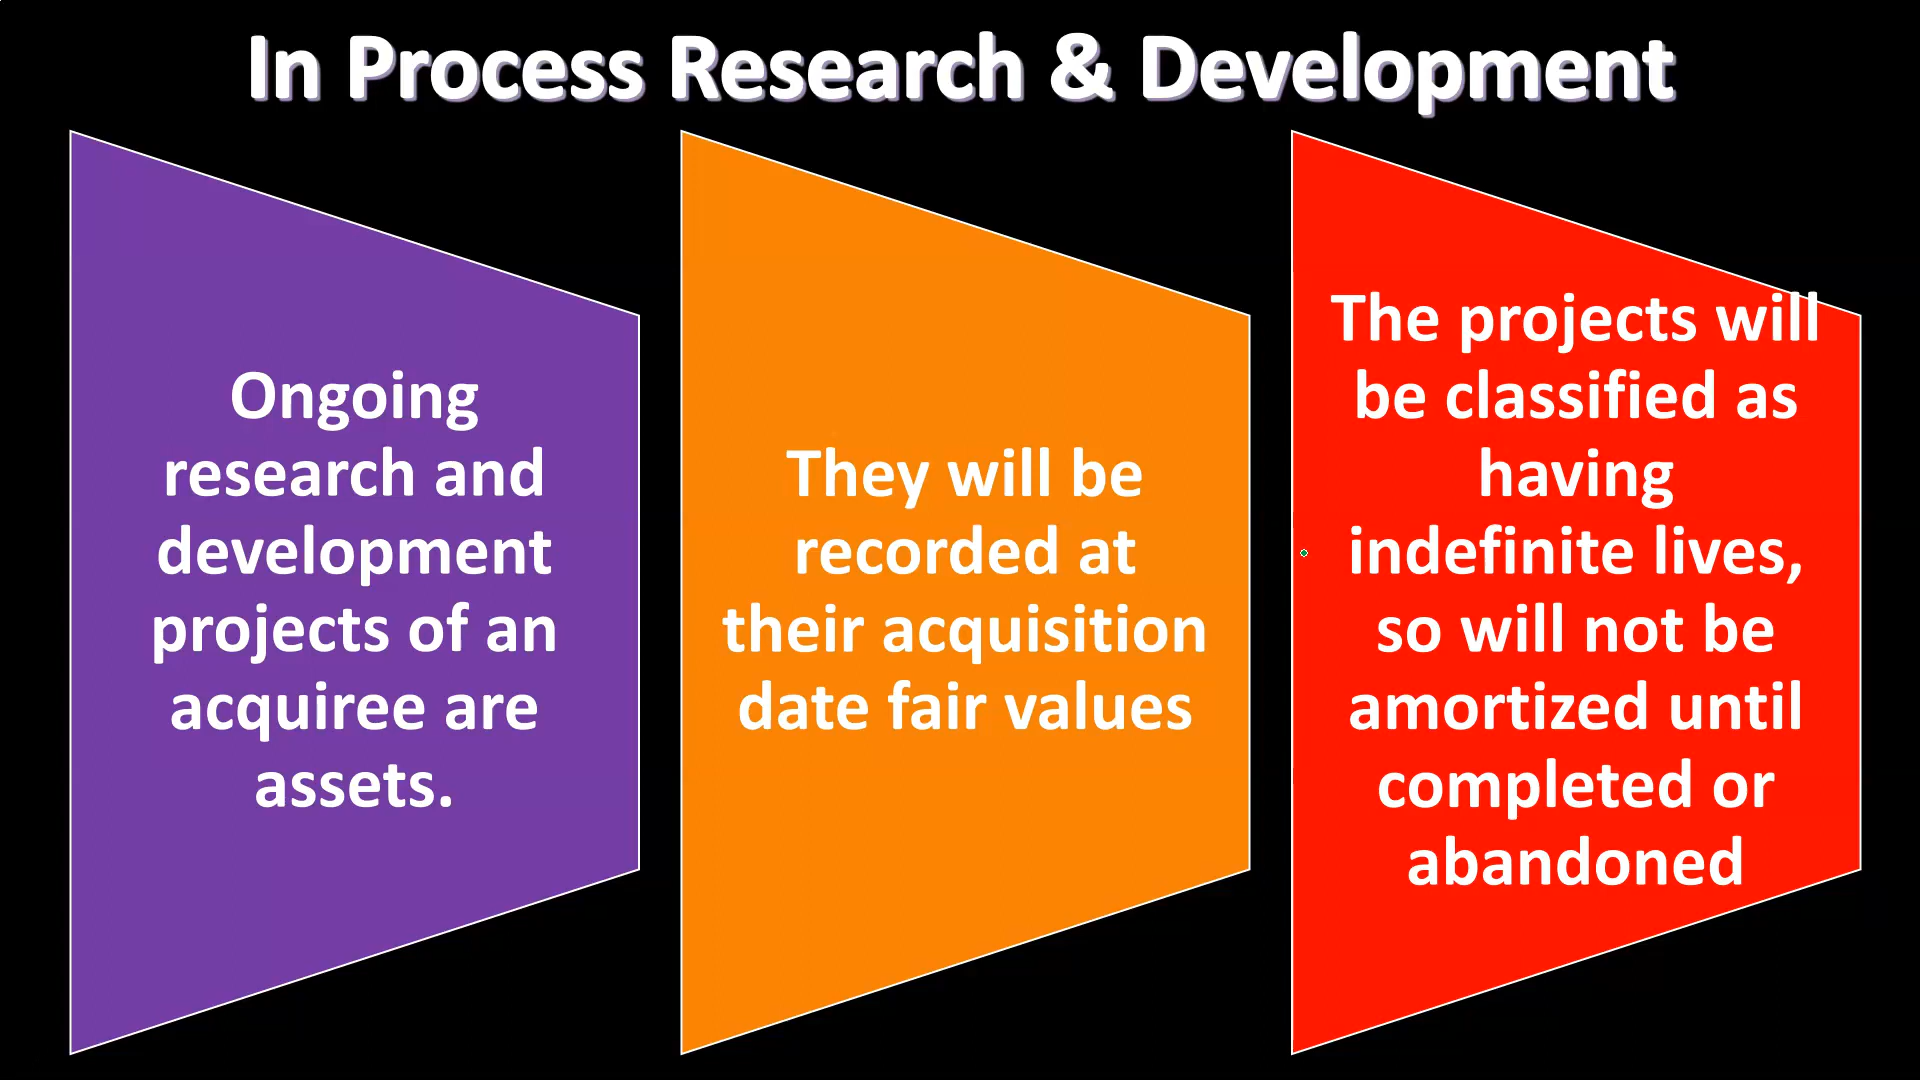 In Process Research & Development
Ongoing
research and
development
projects of an
acquiree are
assets.
They will be
recorded at
their acquisition
date fair values
The projects will
be classified as
having
indefinite lives,
so will not be
amortized until
completed or
abandoned